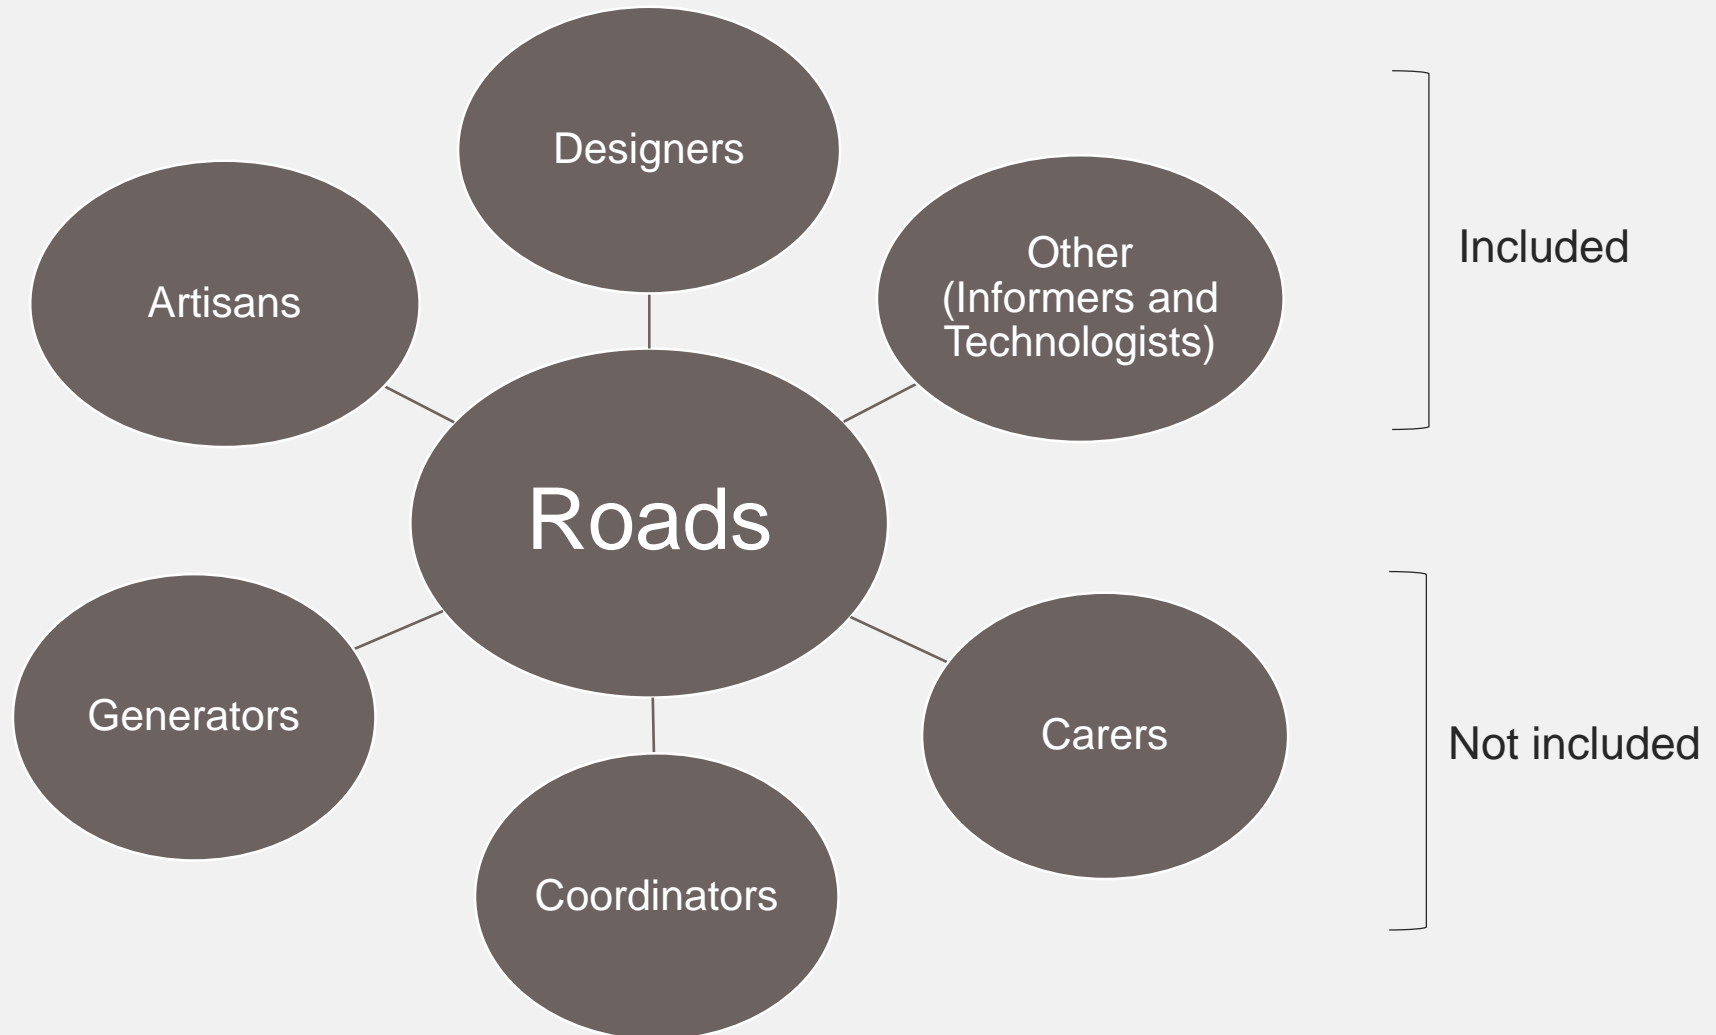 Designers
Artisans
Other
(Informers and
Technologists)
Included
Roads
Generators
Carers
Not included
Coordinators